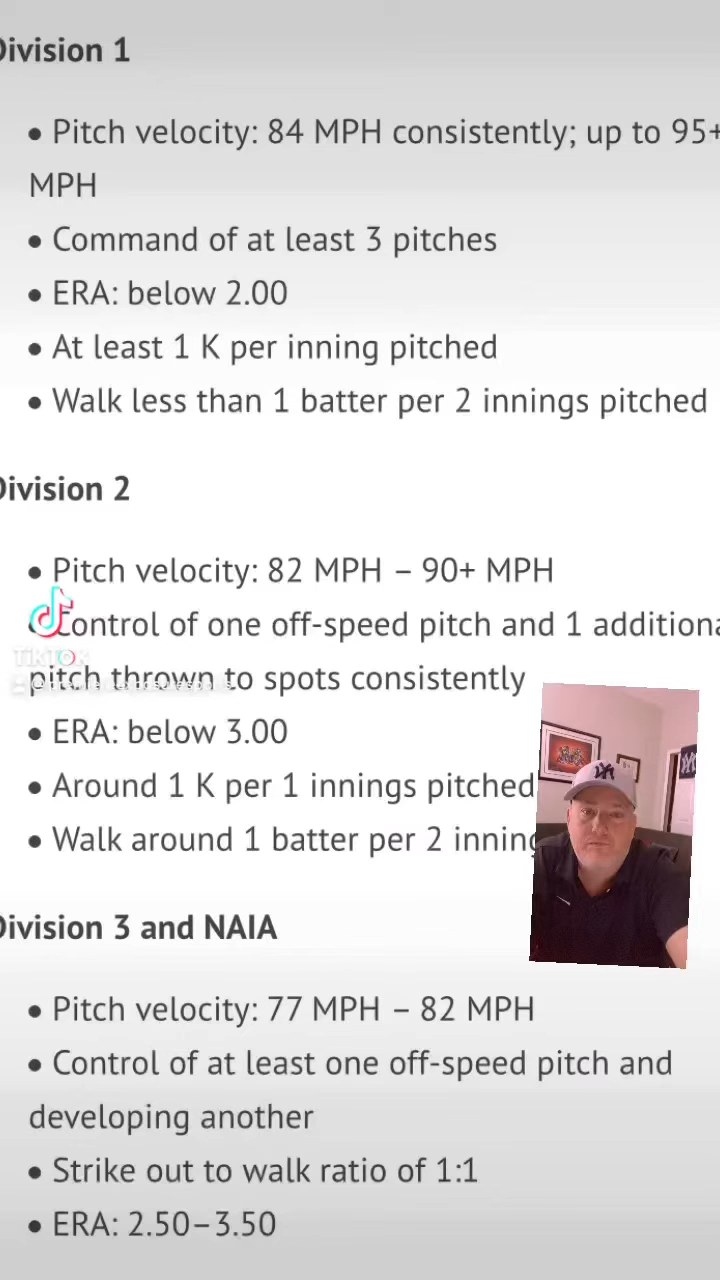 Division 1
• Pitch velocity: 84 MPH consistently; up to 95+
MPH
• Command of at least 3 pitches
• ERA: below 2.00
• At least 1 K per inning pitched
• Walk less than 1 batter per 2 innings pitched
Division 2
• Pitch velocity: 82 MPH – 90+ MPH
• Control of one off-speed pitch and 1 additiona
pitch thrown to spots consistently
TikTok
• ERA: below 3.00
• Around 1 K per 1 innings pitched
• Walk around 1 batter per 2 inning
Division 3 and NAIA
• Pitch velocity: 77 MPH – 82 MPH
• Control of at least one off-speed pitch and
developing another
• Strike out to walk ratio of 1:1
• ERA: 2.50–3.50